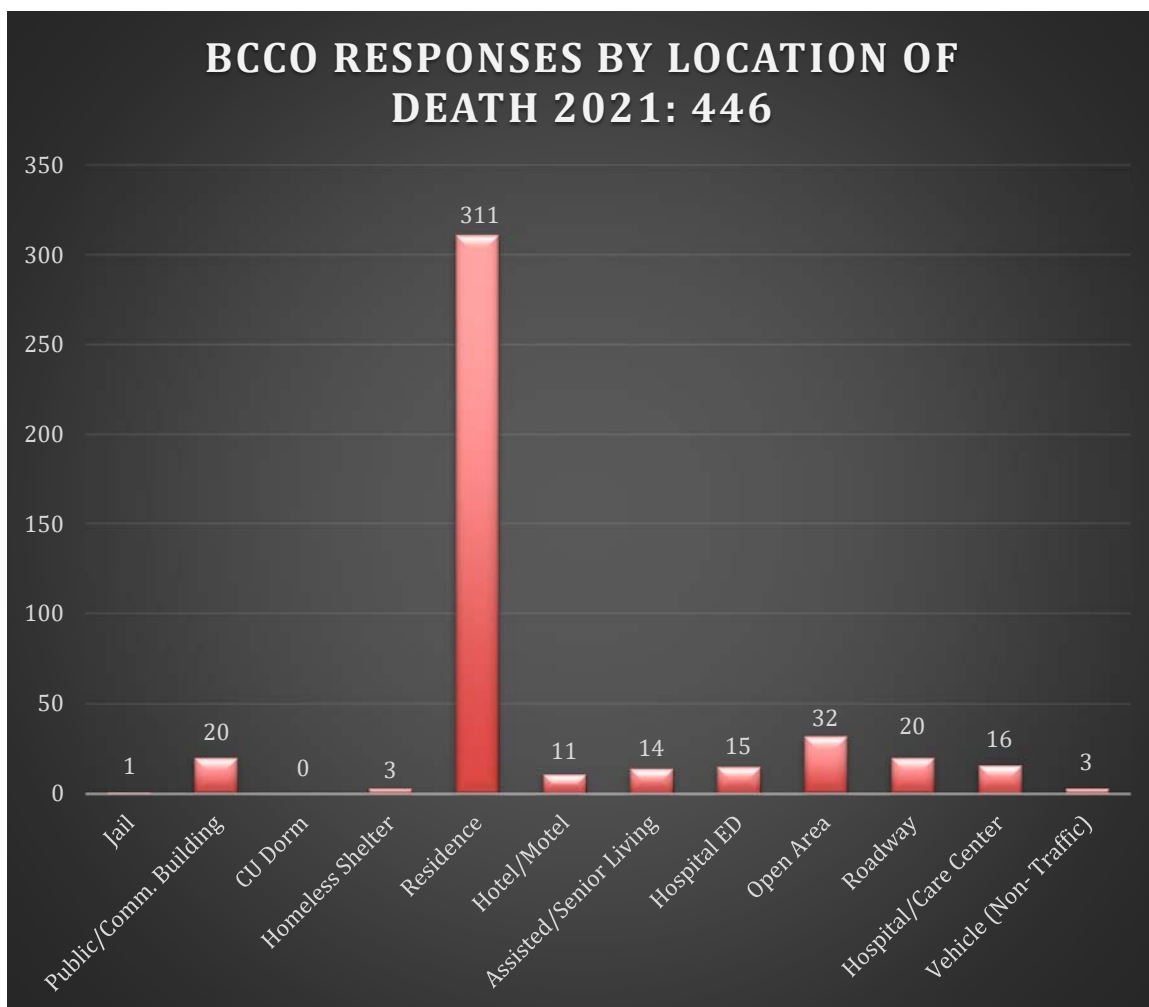 BCCO RESPONSES BY LOCATION OF
DEATH 2021: 446
350
300
250
200
150
100
50
0
1
20
0
3
311
11
14
15
32
20
16
3
Jail
Public/Comm. Building
CU Dorm
Homeless Shelter
Residence
Hotel/Motel
Assisted/Senior Living
Hospital ED
Open Area
Roadway
Hospital/Care Center
Vehicle (Non- Traffic)